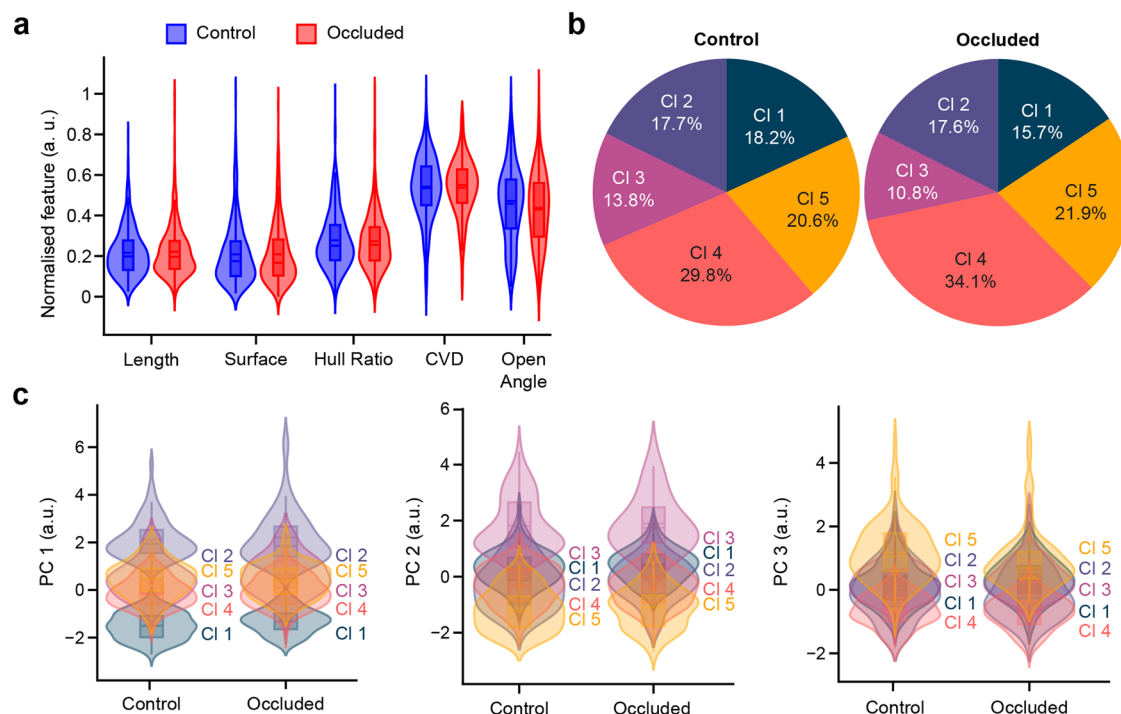 a
Control
Occluded
Normalised feature (a. u.)
1
0.8
0.6
0.4
0.2
0
Length
Surface
Hull Ratio
CVD
Open
Angle
b
Control
Occluded
Cl 2
17.7%
Cl 1
18.2%
Cl 3
13.8%
Cl 5
20.6%
Cl 4
29.8%
Cl 2
17.6%
Cl 1
15.7%
Cl 3
10.8%
Cl 5
21.9%
Cl 4
34.1%
c
PC 1 (a.u.)
6
4
2
0
−2
Cl 2
Cl 5
Cl 3
Cl 4
Cl 1
Cl 2
Cl 5
Cl 3
Cl 4
Cl 1
Control
Occluded
PC 2 (a.u.)
6
4
2
0
−2
Cl 3
Cl 1
Cl 2
Cl 4
Cl 5
Cl 3
Cl 1
Cl 2
Cl 4
Cl 5
Control
Occluded
PC 3 (a.u.)
4
2
0
−2
Cl 5
Cl 2
Cl 3
Cl 1
Cl 4
Cl 5
Cl 2
Cl 3
Cl 1
Cl 4
Control
Occluded